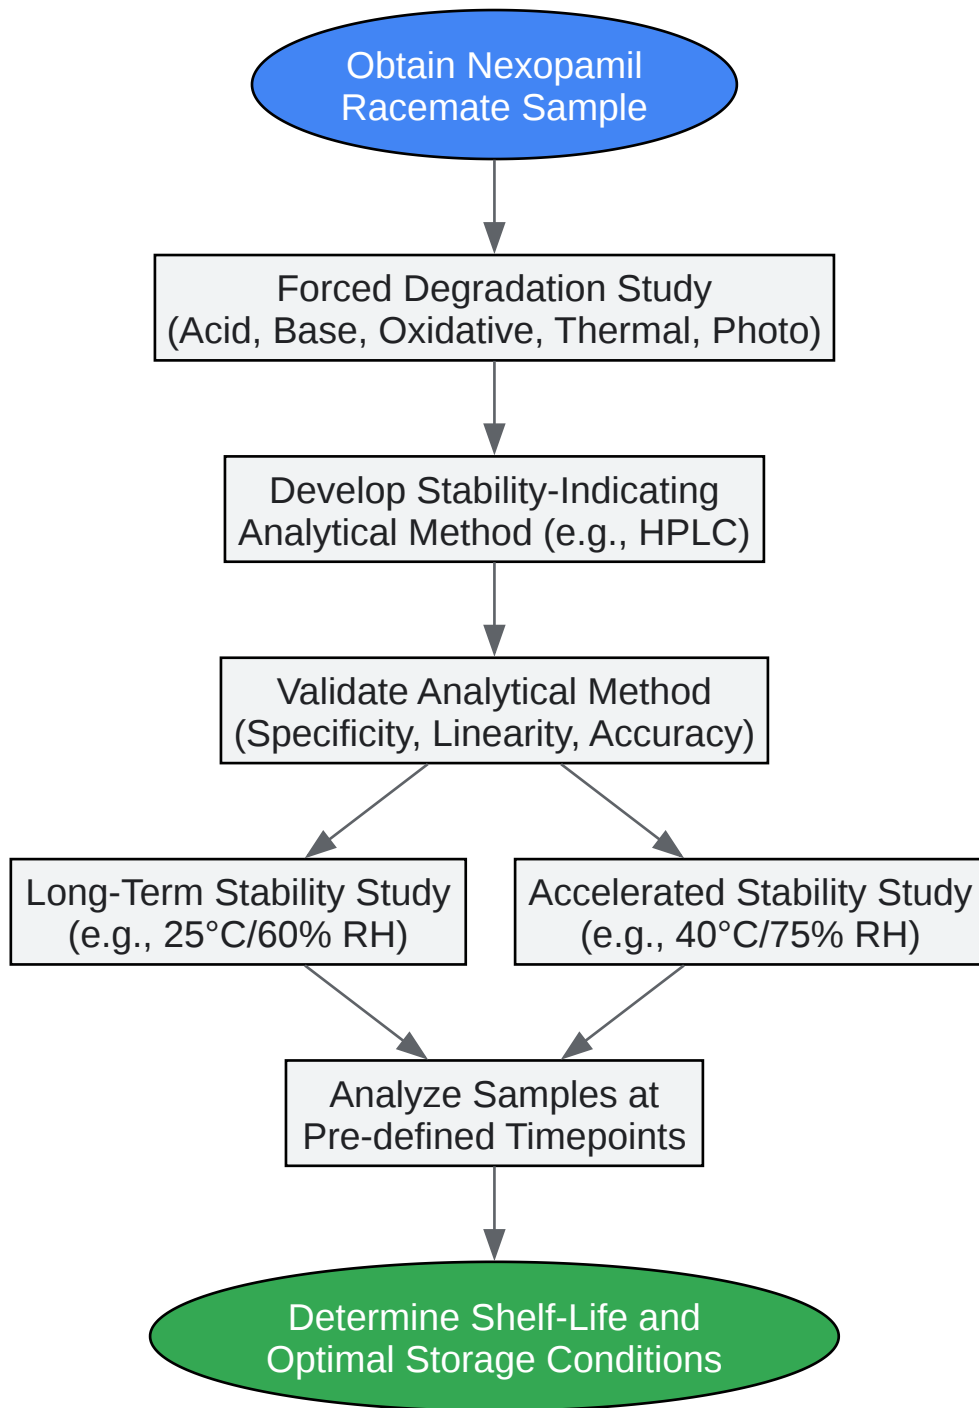 Obtain Nexopamil
Racemate Sample
Forced Degradation Study
(Acid, Base, Oxidative, Thermal, Photo)
Develop Stability-Indicating
Analytical Method (e.g., HPLC)
Validate Analytical Method
(Specificity, Linearity, Accuracy)
Long-Term Stability Study
(e.g., 25°C/60% RH)
Accelerated Stability Study
(e.g., 40°C/75% RH)
Analyze Samples at
Pre-defined Timepoints
Determine Shelf-Life and
Optimal Storage Conditions